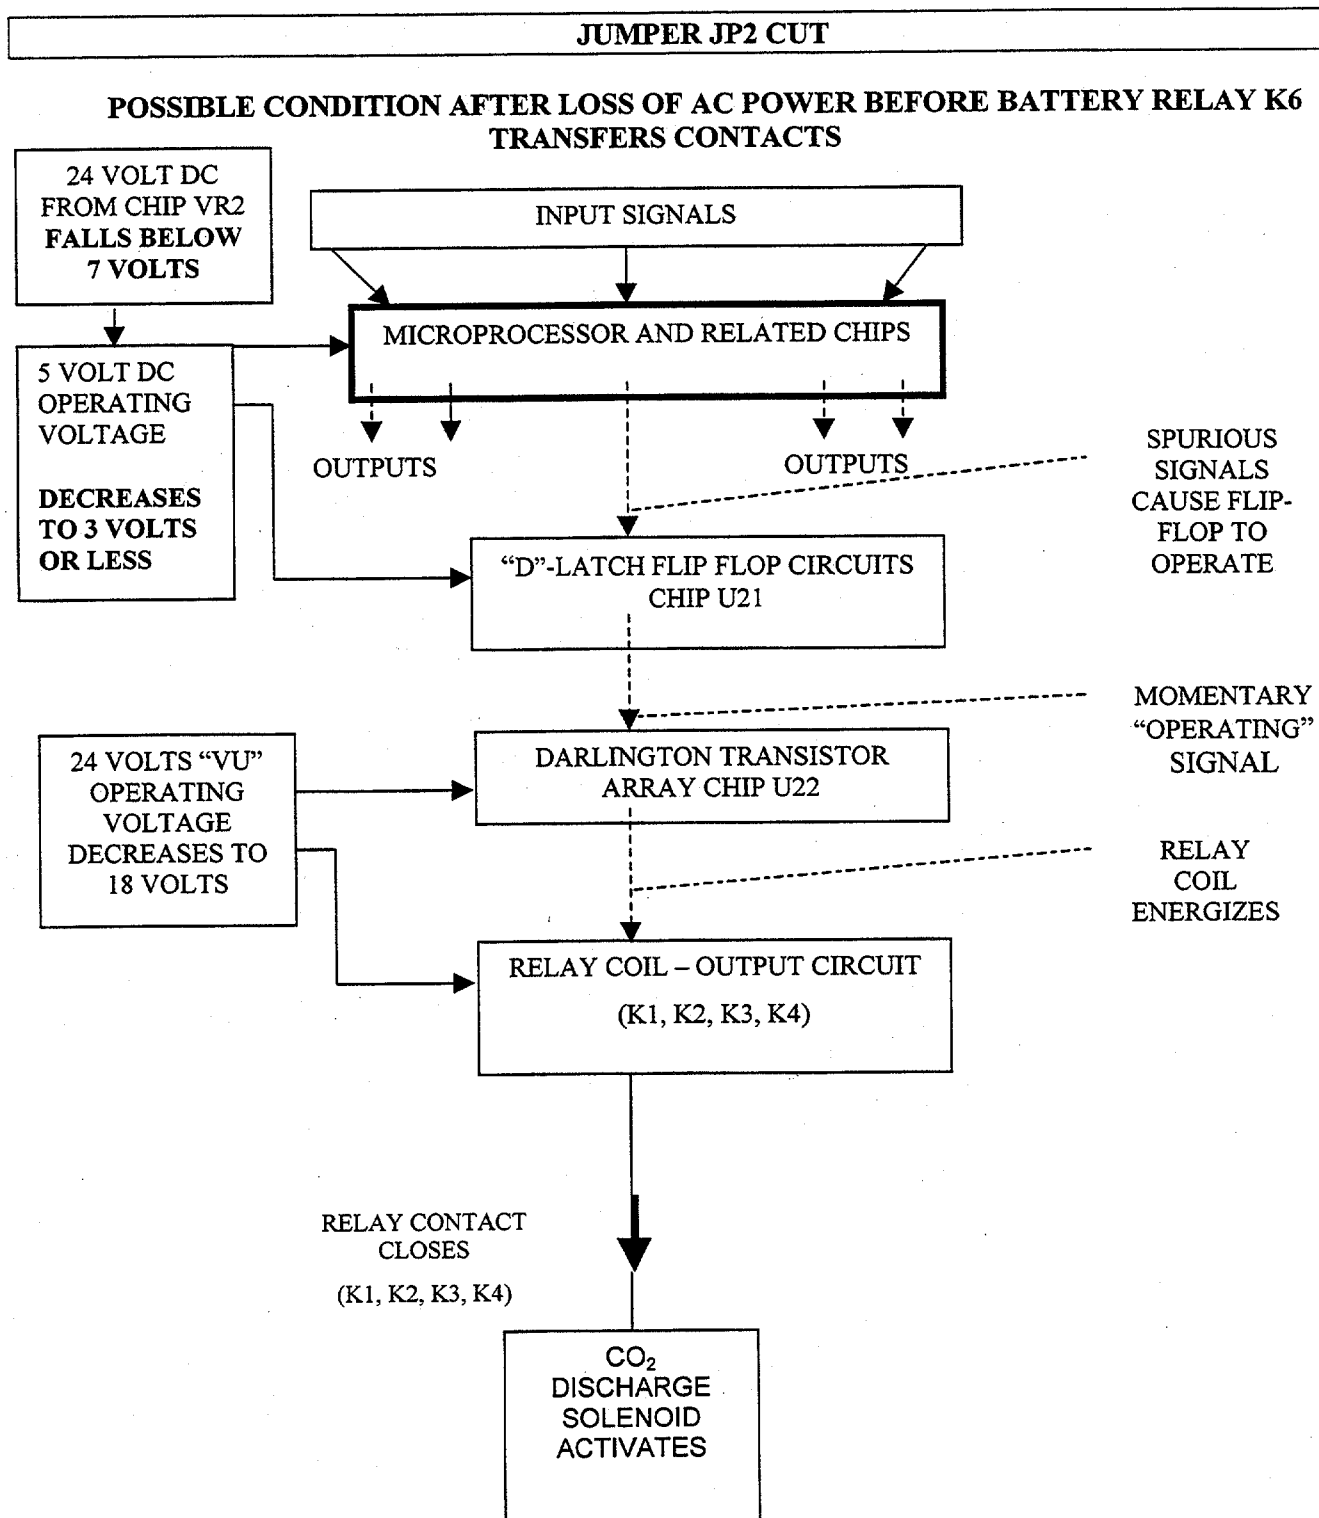 JUMPER JP2 CUT
POSSIBLE CONDITION AFTER LOSS OF AC POWER BEFORE BATTERY RELAY K6
TRANSFERS CONTACTS
24 VOLT DC
FROM CHIP VR2
FALLS BELOW
7 VOLTS
INPUT SIGNALS
MICROPROCESSOR AND RELATED CHIPS
5 VOLT DC
OPERATING
VOLTAGE
DECREASES
TO 3 VOLTS
OR LESS
OUTPUTS
OUTPUTS
SPURIOUS
SIGNALS
CAUSE FLIP-
FLOP TO
OPERATE
“D”-LATCH FLIP FLOP CIRCUITS
CHIP U21
MOMENTARY
“OPERATING”
SIGNAL
24 VOLTS “VU”
OPERATING
VOLTAGE
DECREASES TO
18 VOLTS
DARLINGTON TRANSISTOR
ARRAY CHIP U22
RELAY
COIL
ENERGIZES
RELAY COIL – OUTPUT CIRCUIT
(K1, K2, K3, K4)
RELAY CONTACT
CLOSES
(K1, K2, K3, K4)
CO₂
DISCHARGE
SOLENOID
ACTIVATES